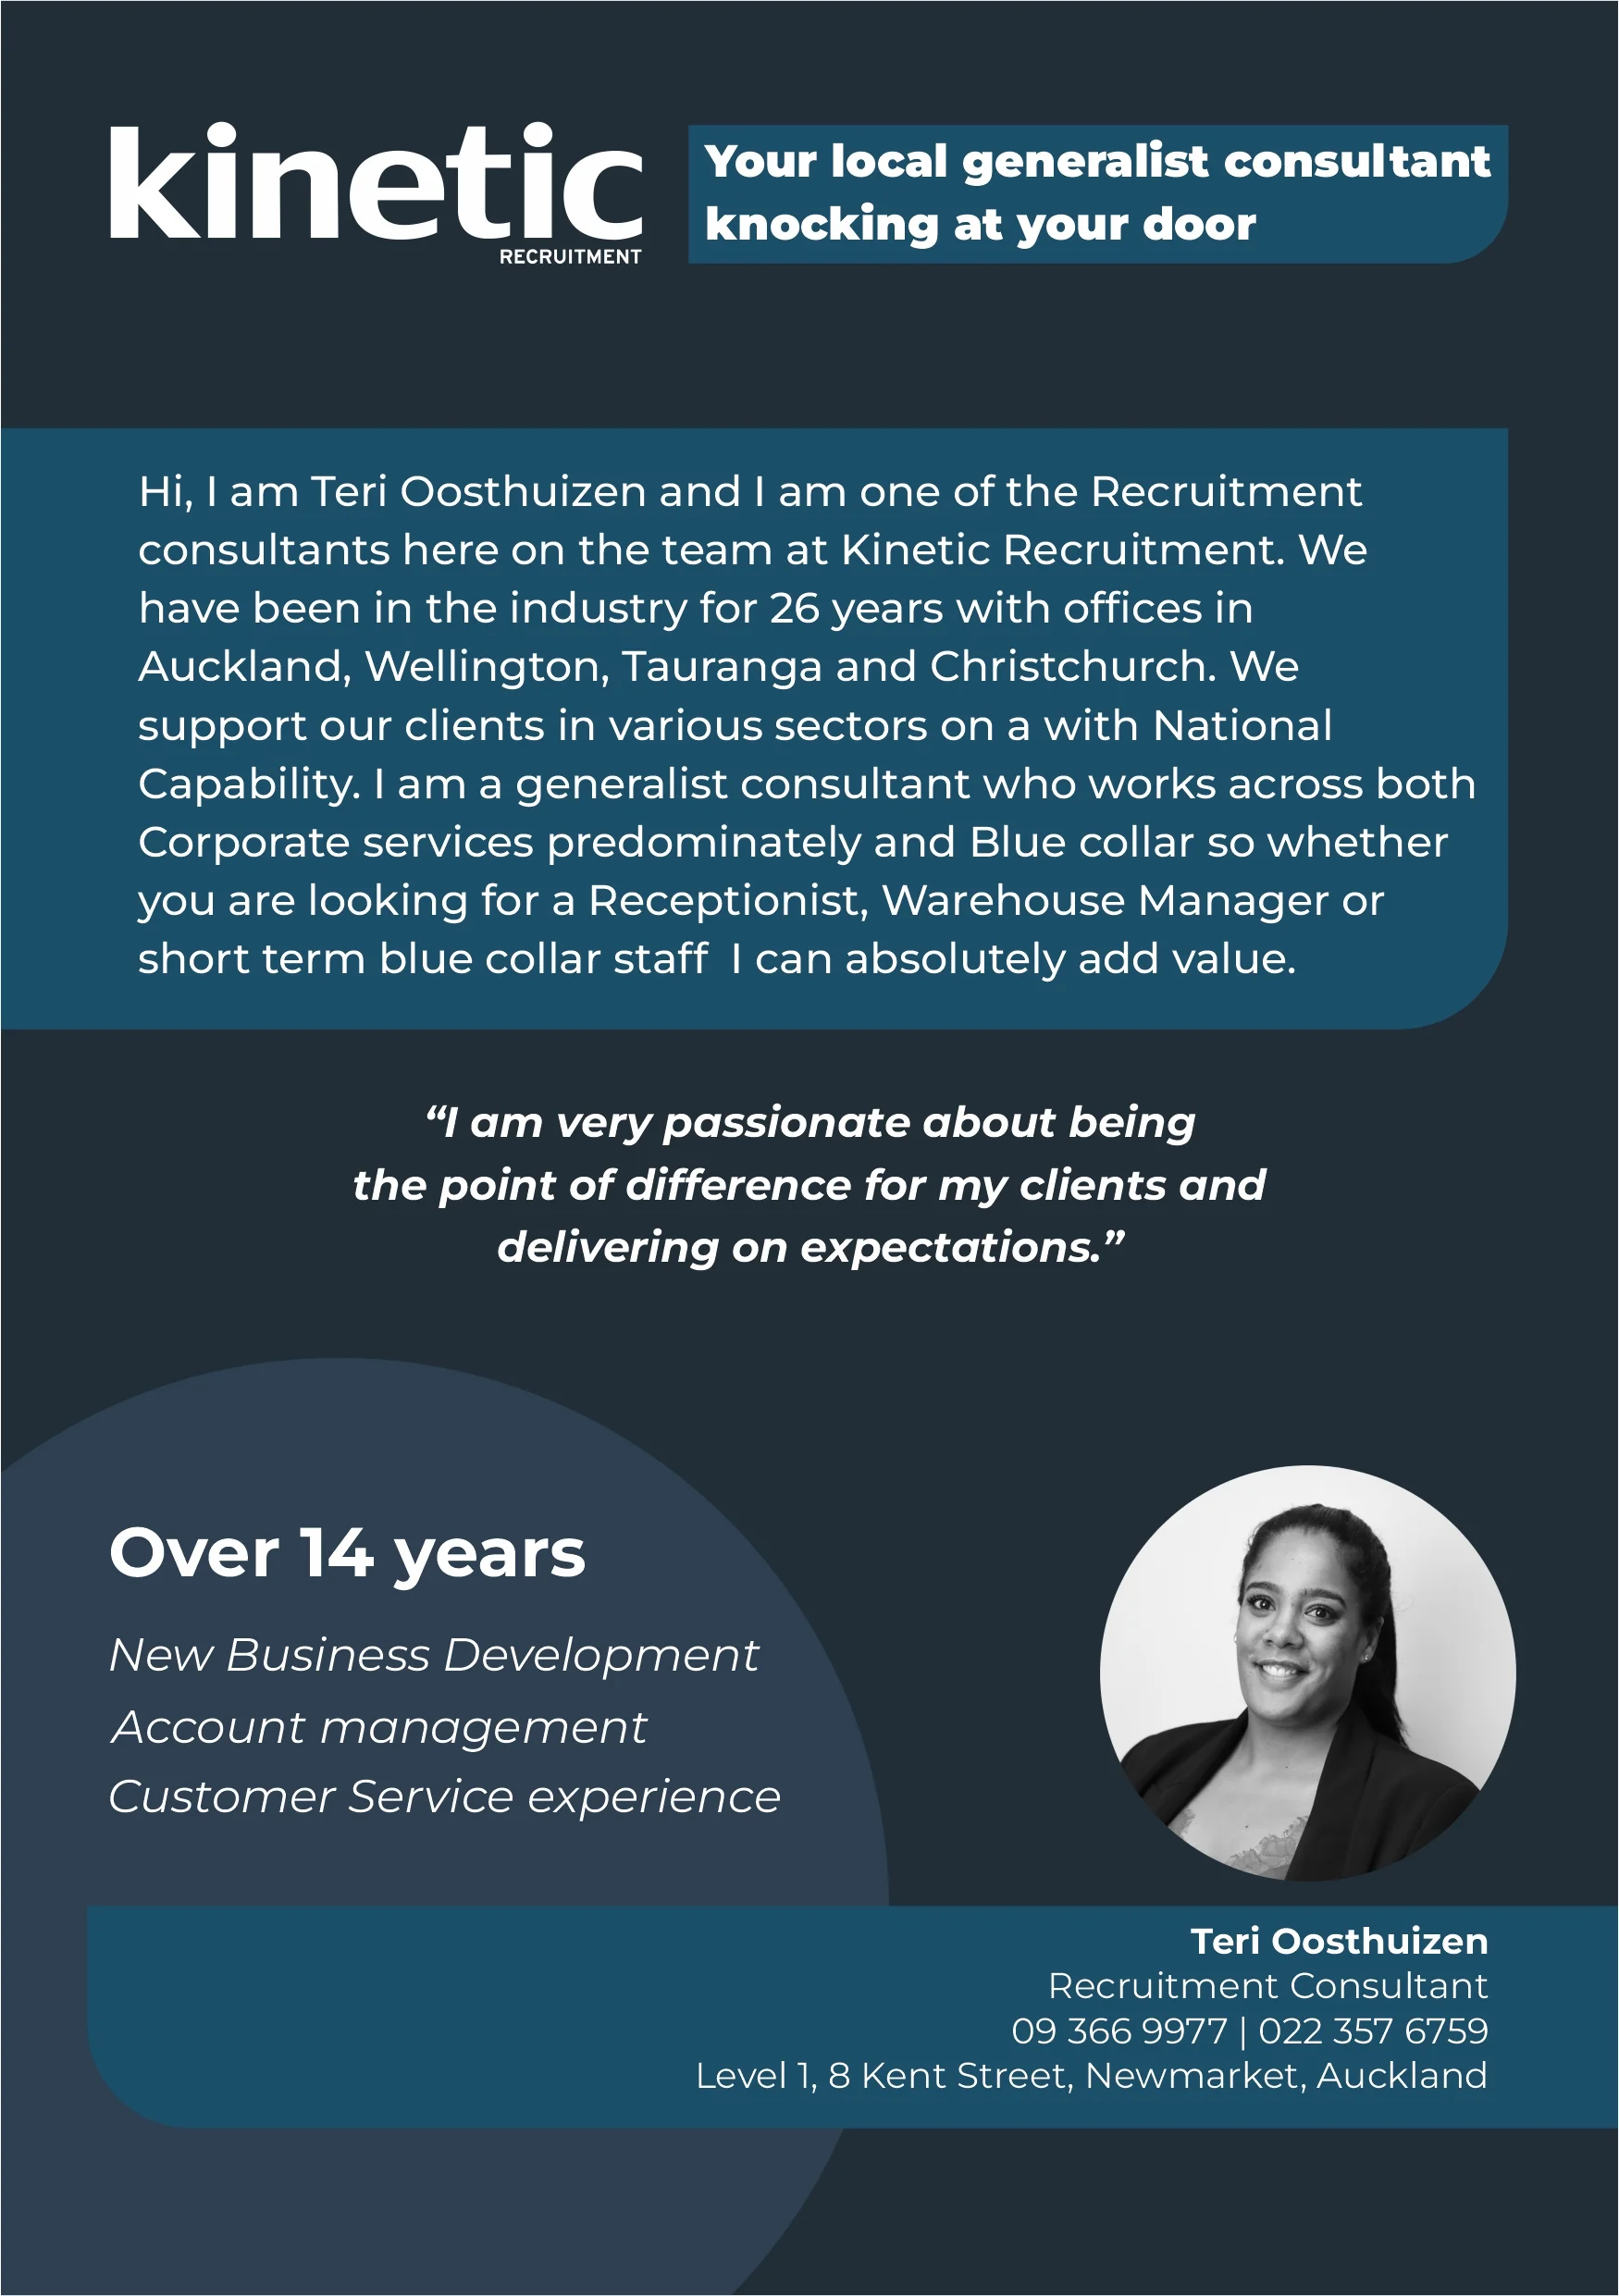 kinetic
RECRUITMENT
Your local generalist consultant
knocking at your door
Hi, I am Teri Oosthuizen and I am one of the Recruitment
consultants here on the team at Kinetic Recruitment. We
have been in the industry for 26 years with offices in
Auckland, Wellington, Tauranga and Christchurch. We
support our clients in various sectors on a with National
Capability. I am a generalist consultant who works across both
Corporate services predominately and Blue collar so whether
you are looking for a Receptionist, Warehouse Manager or
short term blue collar staff  I can absolutely add value.
“I am very passionate about being
the point of difference for my clients and
delivering on expectations.”
Over 14 years
New Business Development
Account management
Customer Service experience
Teri Oosthuizen
Recruitment Consultant
09 366 9977 | 022 357 6759
Level 1, 8 Kent Street, Newmarket, Auckland